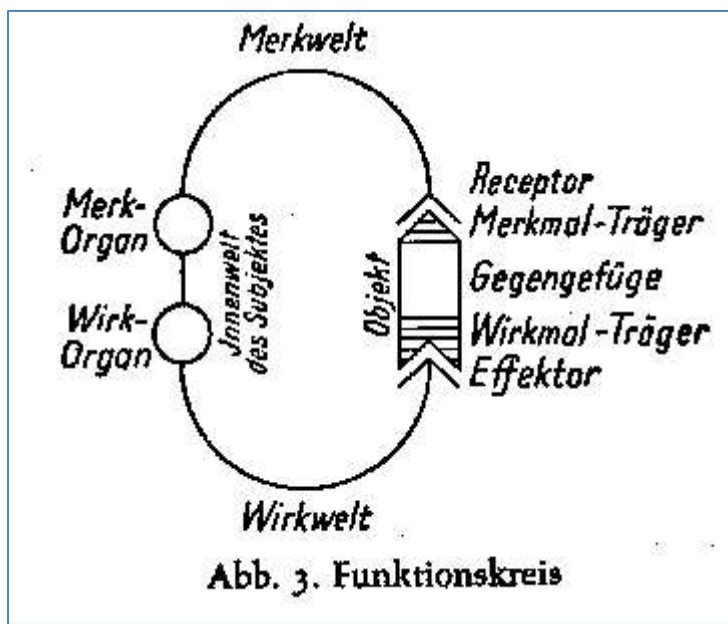 Merkwelt
Merk-
Organ
Wirk-
Organ
Jnnenwelt
des Subjektes
Objekt
Receptor
Merkmal-Träger
Gegengefüge
Wirkmal-Träger
Effektor
Wirkwelt
Abb. 3. Funktionskreis